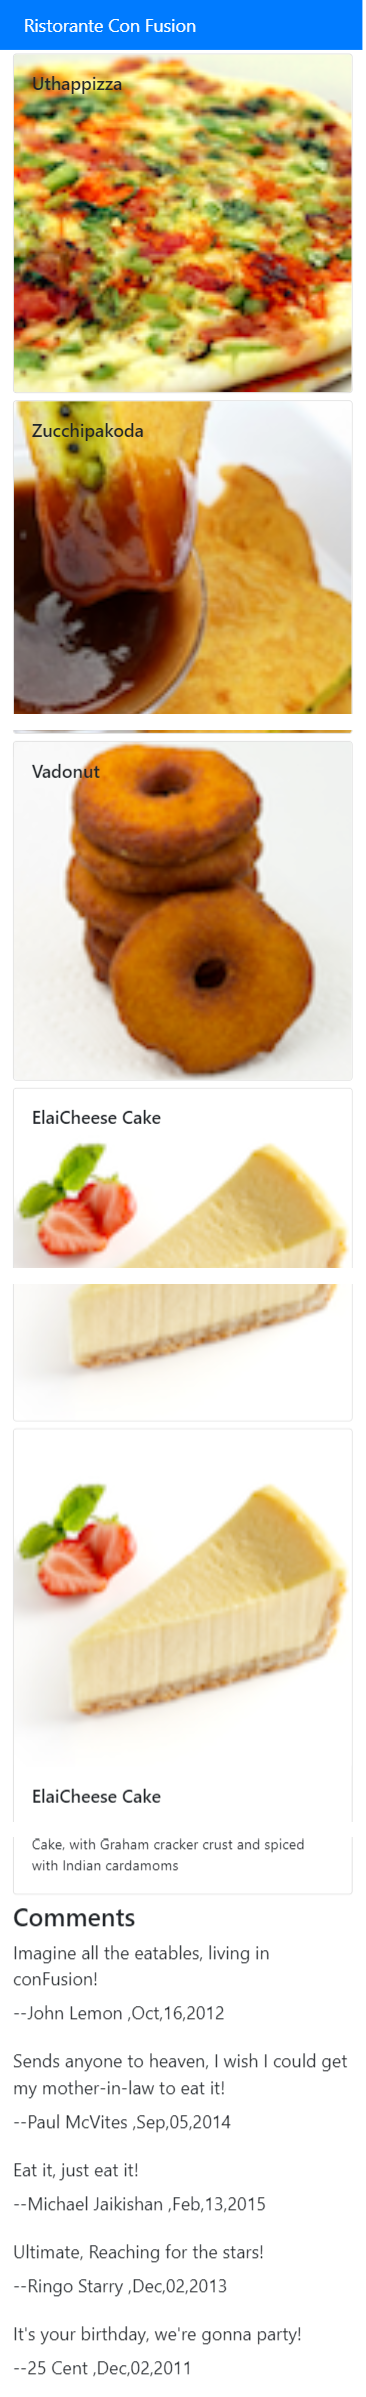 Ristorante Con Fusion
Uthappizza
Zucchipakoda
Vadonut
ElaiCheese Cake
ElaiCheese Cake
Cake, with Graham cracker crust and spiced
with Indian cardamoms
Comments
Imagine all the eatables, living in
conFusion!
--John Lemon ,Oct,16,2012
Sends anyone to heaven, I wish I could get
my mother-in-law to eat it!
--Paul McVites ,Sep,05,2014
Eat it, just eat it!
--Michael Jaikishan ,Feb,13,2015
Ultimate, Reaching for the stars!
--Ringo Starry ,Dec,02,2013
It's your birthday, we're gonna party!
--25 Cent ,Dec,02,2011